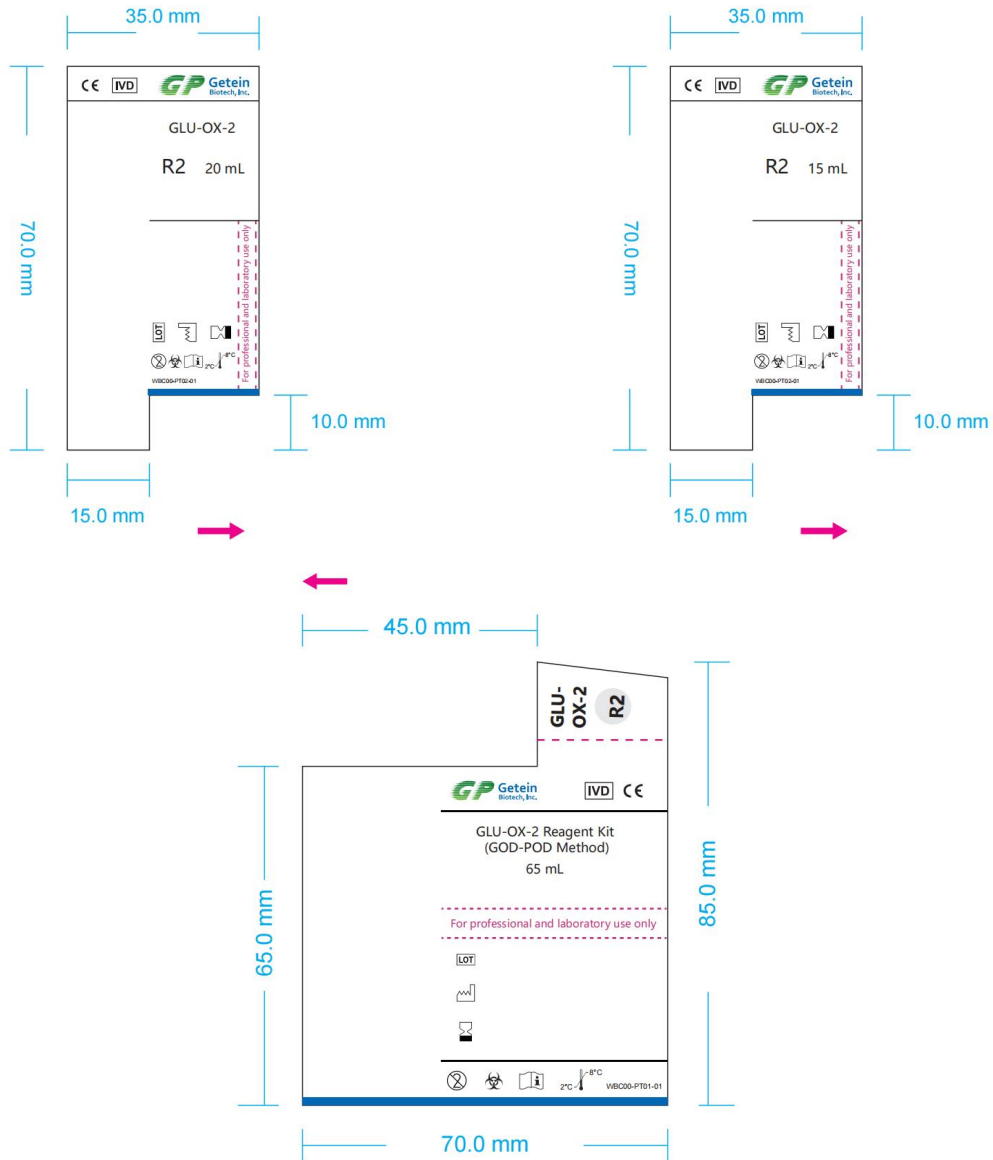 35.0 mm
CE IVD GP Getein
Biotech, Inc.
GLU-OX-2
R2 20 mL
70.0 mm
For professional and laboratory use only
LOT
2°C 8°C
WBC00-PT02-01
10.0 mm
15.0 mm
35.0 mm
CE IVD GP Getein
Biotech, Inc.
GLU-OX-2
R2 15 mL
70.0 mm
For professional and laboratory use only
LOT
2°C 8°C
WBC00-PT02-01
10.0 mm
15.0 mm
45.0 mm
GLU-
OX-2
R2
GP Getein
Biotech, Inc.
IVD CE
GLU-OX-2 Reagent Kit
(GOD-POD Method)
65 mL
For professional and laboratory use only
LOT
2
i
2°C 8°C
WBC00-PT01-01
65.0 mm
85.0 mm
70.0 mm